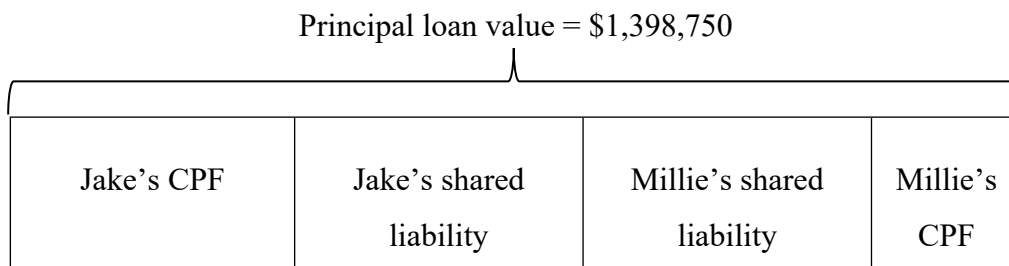 Principal loan value = $1,398,750
Jake’s CPF
Jake’s shared
liability
Millie’s shared
liability
Millie’s
CPF